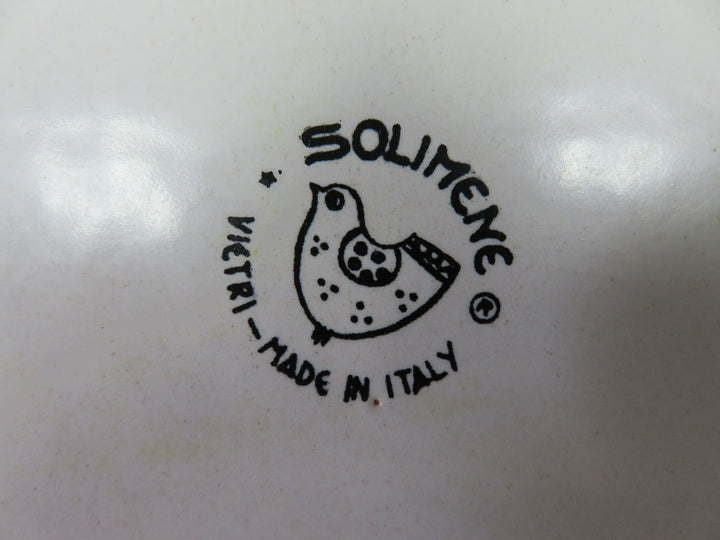 SOLIMENE ®
VIETRI – MADE IN ITALY